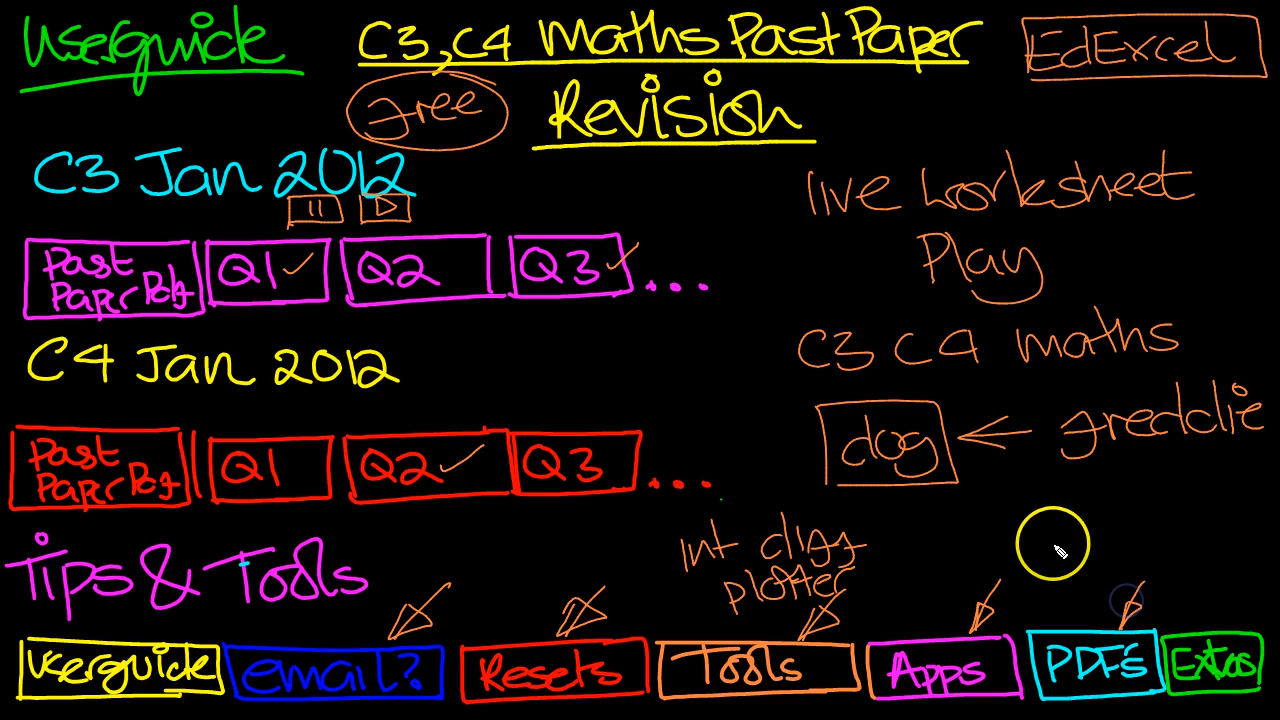 Userguide C3,C4 Maths Past Paper EdExcel
free Revision
C3 Jan 2012
live worksheet
Play
Past Paper Pdf Q1 Q2 Q3 ...
C3 C4 maths
C4 Jan 2012
dog ← freddie
Past Paper Pdf Q1 Q2 Q3 ...
Tips & Tools
int diff
plotter
Userguide email? Resets Tools Apps PDFs Extras